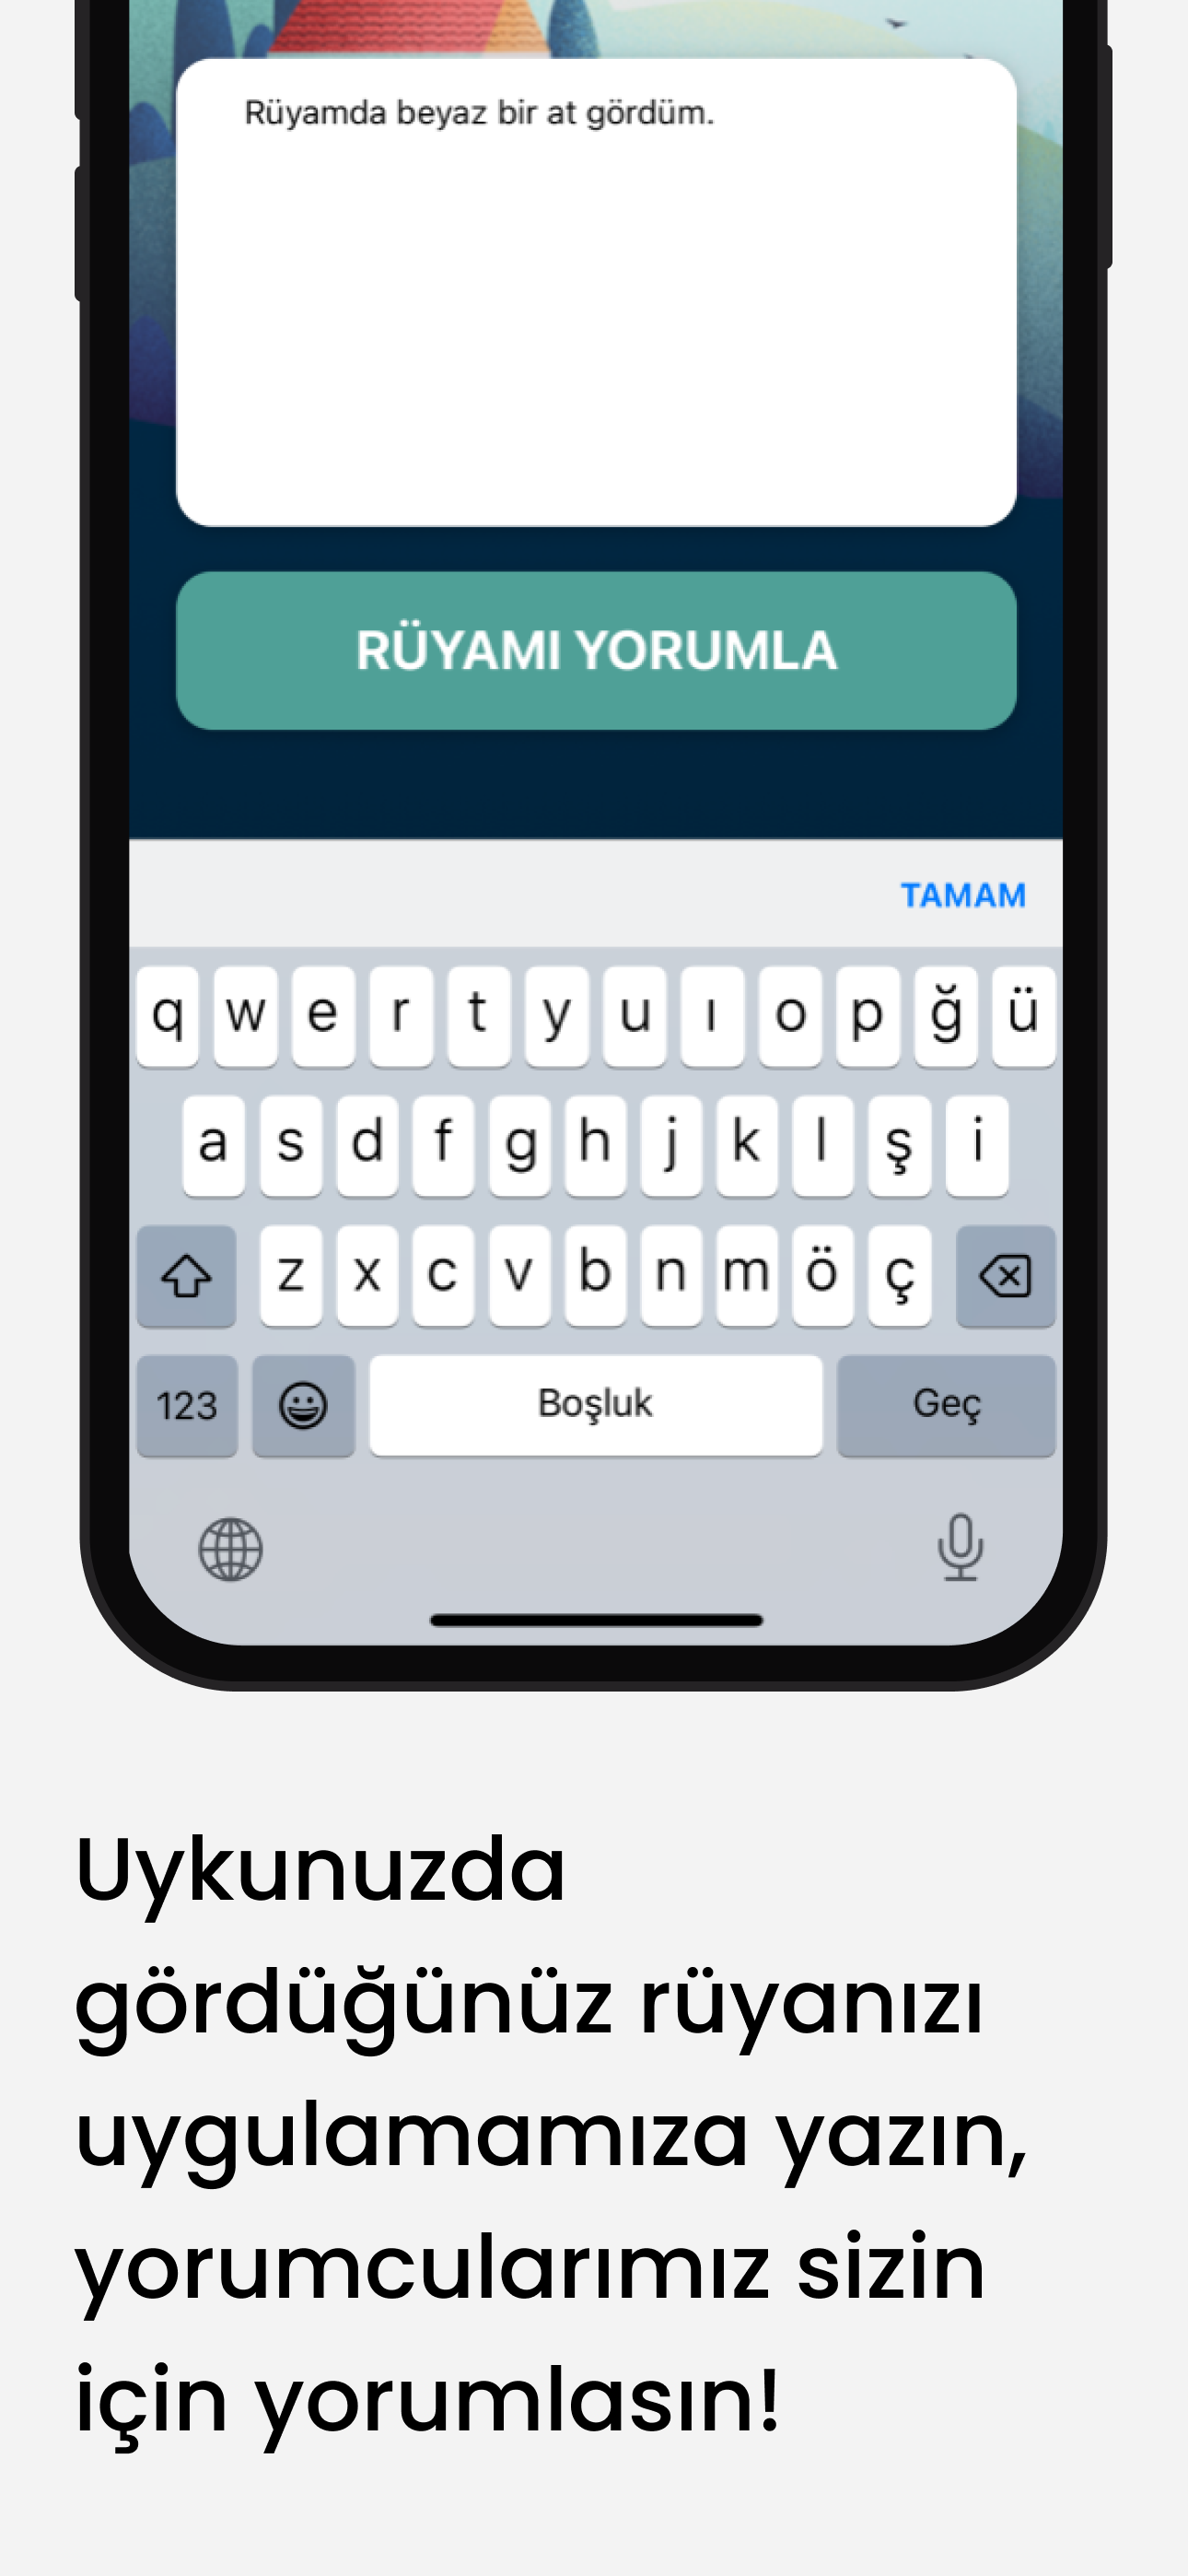 Rüyamda beyaz bir at gördüm.
RÜYAMI YORUMLA
TAMAM
q w e r t y u ı o p ğ ü
a s d f g h j k l ş i
z x c v b n m ö ç
123 Boşluk Geç
Uykunuzda
gördüğünüz rüyanızı
uygulamamıza yazın,
yorumcularımız sizin
için yorumlasın!